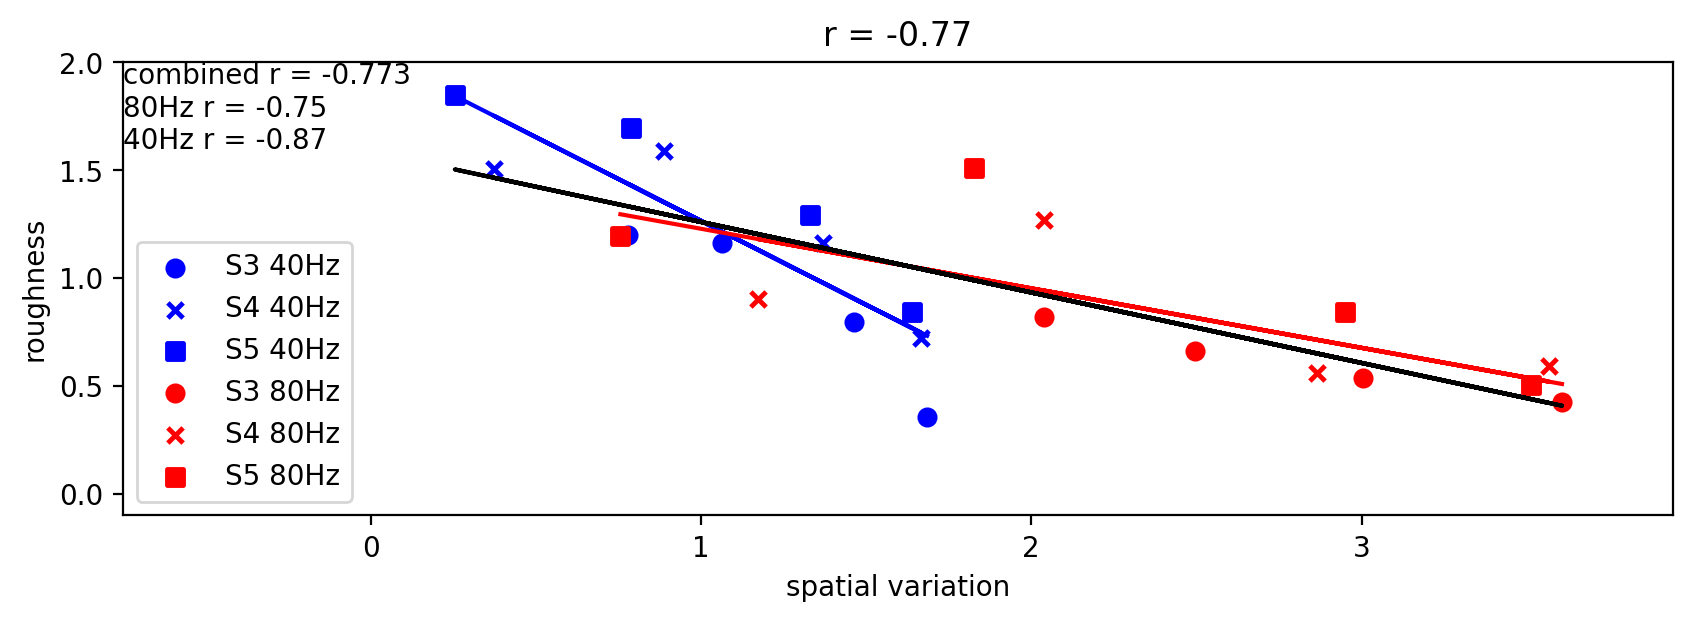 r = -0.77
combined r = -0.773
80Hz r = -0.75
40Hz r = -0.87
2.0
1.5
1.0
0.5
0.0
roughness
S3 40Hz
S4 40Hz
S5 40Hz
S3 80Hz
S4 80Hz
S5 80Hz
0 1 2 3
spatial variation